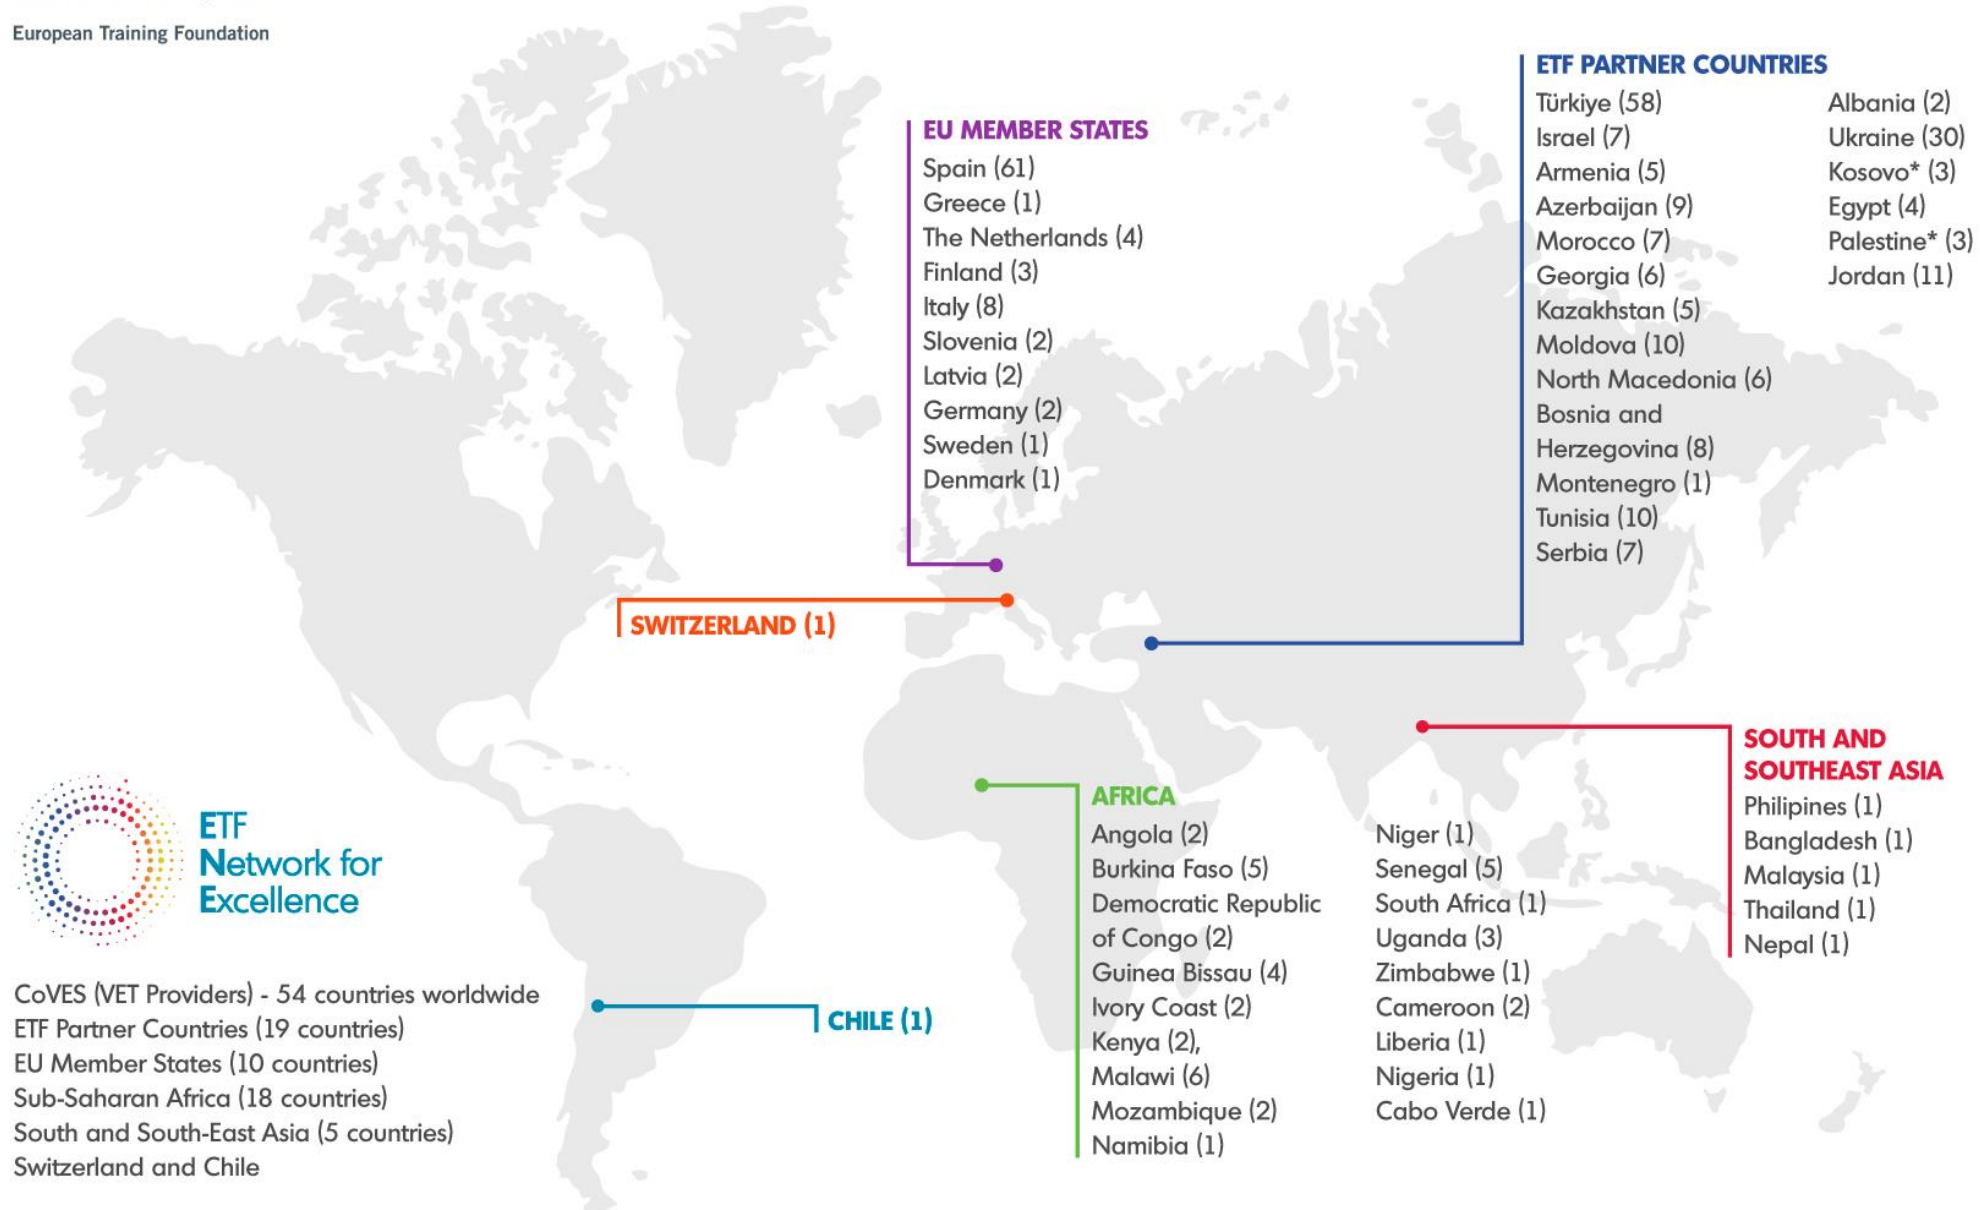 European Training Foundation
ETF PARTNER COUNTRIES
Türkiye (58)
Israel (7)
Armenia (5)
Azerbaijan (9)
Morocco (7)
Georgia (6)
Kazakhstan (5)
Moldova (10)
North Macedonia (6)
Bosnia and
Herzegovina (8)
Montenegro (1)
Tunisia (10)
Serbia (7)
Albania (2)
Ukraine (30)
Kosovo* (3)
Egypt (4)
Palestine* (3)
Jordan (11)
EU MEMBER STATES
Spain (61)
Greece (1)
The Netherlands (4)
Finland (3)
Italy (8)
Slovenia (2)
Latvia (2)
Germany (2)
Sweden (1)
Denmark (1)
SWITZERLAND (1)
SOUTH AND
SOUTHEAST ASIA
Philipines (1)
Bangladesh (1)
Malaysia (1)
Thailand (1)
Nepal (1)
AFRICA
Angola (2)
Burkina Faso (5)
Democratic Republic
of Congo (2)
Guinea Bissau (4)
Ivory Coast (2)
Kenya (2),
Malawi (6)
Mozambique (2)
Namibia (1)
Niger (1)
Senegal (5)
South Africa (1)
Uganda (3)
Zimbabwe (1)
Cameroon (2)
Liberia (1)
Nigeria (1)
Cabo Verde (1)
CHILE (1)
ETF
Network for
Excellence
CoVES (VET Providers) - 54 countries worldwide
ETF Partner Countries (19 countries)
EU Member States (10 countries)
Sub-Saharan Africa (18 countries)
South and South-East Asia (5 countries)
Switzerland and Chile